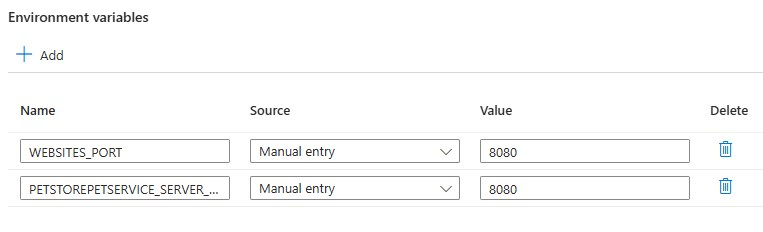 Environment variables
Add
Name Source Value Delete
WEBSITES_PORT Manual entry 8080
PETSTOREPETSERVICE_SERVER_... Manual entry 8080